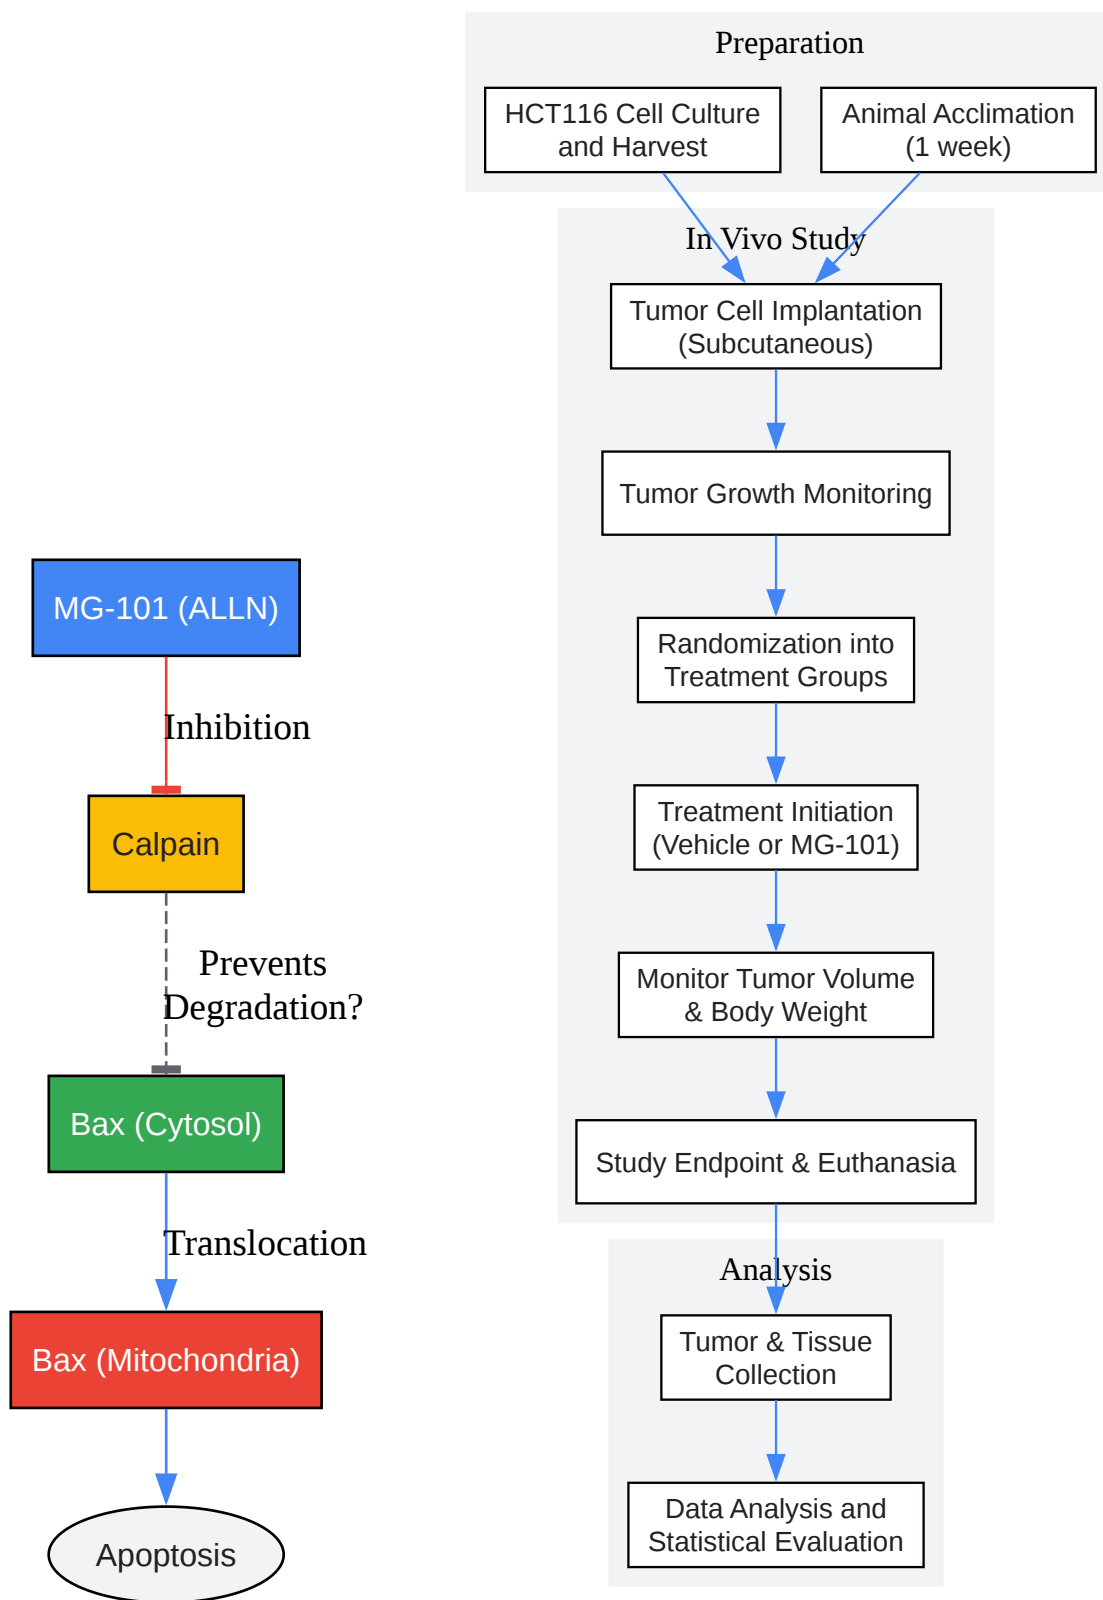 MG-101 (ALLN)
Inhibition
Calpain
Prevents
Degradation?
Bax (Cytosol)
Translocation
Bax (Mitochondria)
Apoptosis
Preparation
HCT116 Cell Culture
and Harvest
Animal Acclimation
(1 week)
In Vivo Study
Tumor Cell Implantation
(Subcutaneous)
Tumor Growth Monitoring
Randomization into
Treatment Groups
Treatment Initiation
(Vehicle or MG-101)
Monitor Tumor Volume
& Body Weight
Study Endpoint & Euthanasia
Analysis
Tumor & Tissue
Collection
Data Analysis and
Statistical Evaluation